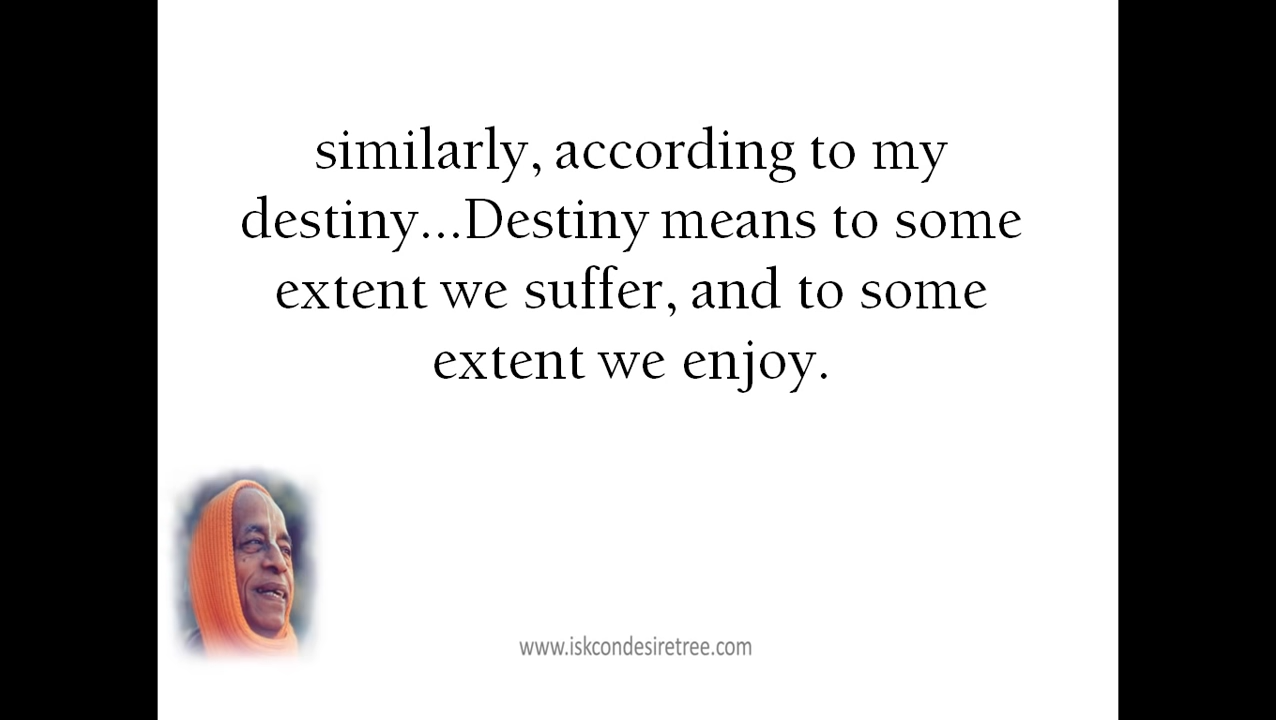 similarly, according to my
destiny...Destiny means to some
extent we suffer, and to some
extent we enjoy.
www.iskcondesiretree.com